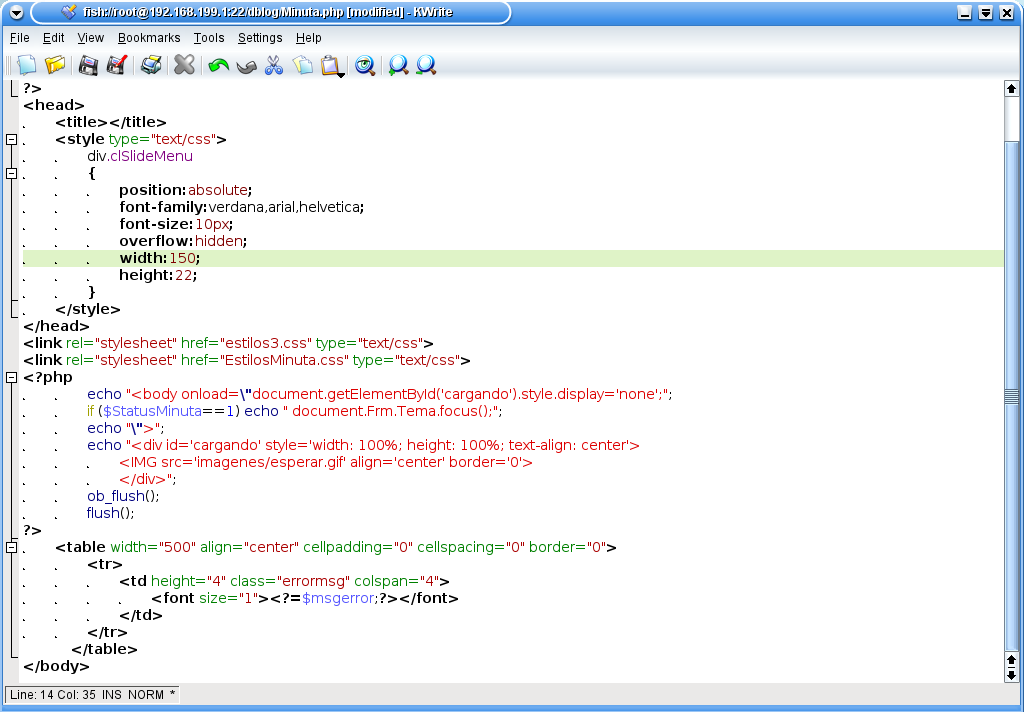 fish://root@192.168.199.1:22/dblog/Minuta.php [modified] - KWrite
File Edit View Bookmarks Tools Settings Help
?>
<head>
<title></title>
<style type="text/css">
div.clSlideMenu
{
position:absolute;
font-family:verdana,arial,helvetica;
font-size:10px;
overflow:hidden;
width:150;
height:22;
}
</style>
</head>
<link rel="stylesheet" href="estilos3.css" type="text/css">
<link rel="stylesheet" href="EstilosMinuta.css" type="text/css">
<?php
echo "<body onload=\"document.getElementById('cargando').style.display='none';";
if ($StatusMinuta==1) echo " document.Frm.Tema.focus();";
echo "\">";
echo "<div id='cargando' style='width: 100%; height: 100%; text-align: center'>
<IMG src='imagenes/esperar.gif' align='center' border='0'>
</div>";
ob_flush();
flush();
?>
<table width="500" align="center" cellpadding="0" cellspacing="0" border="0">
<tr>
<td height="4" class="errormsg" colspan="4">
<font size="1"><?=$msgerror;?></font>
</td>
</tr>
</table>
</body>
Line: 14 Col: 35 INS NORM *